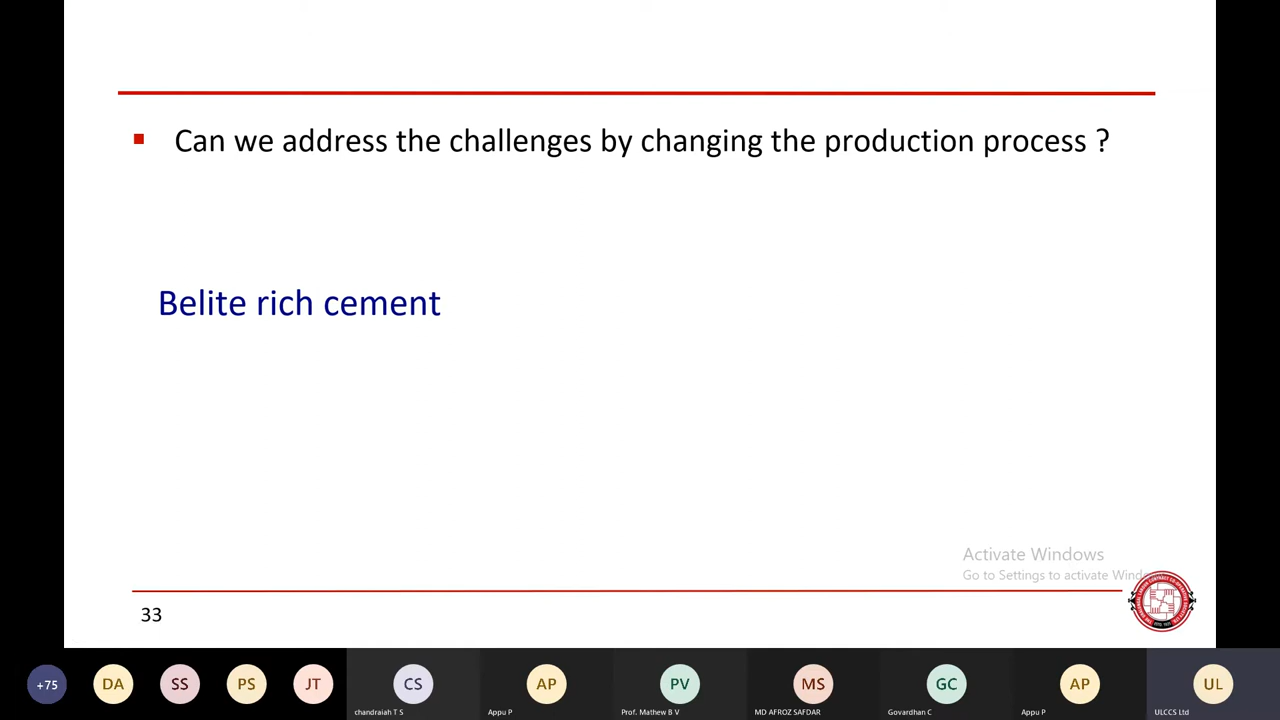 Can we address the challenges by changing the production process ?
Belite rich cement
Activate Windows
Go to Settings to activate
33
+75
DA
SS
PS
JT
CS
AP
PV
MS
GC
AP
UL
chandraiah T S
Appu P
Prof. Mathew B V
MD AFROZ SAFDAR
Govardhan C
Appu P
ULCCS Ltd